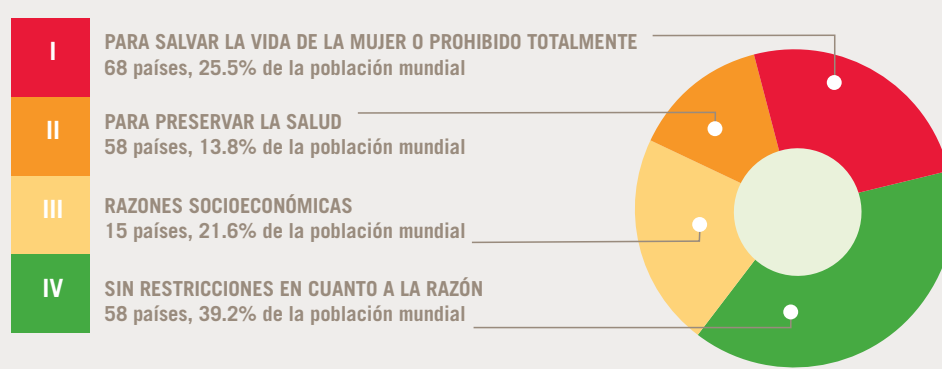 I
PARA SALVAR LA VIDA DE LA MUJER O PROHIBIDO TOTALMENTE
68 países, 25.5% de la población mundial
II
PARA PRESERVAR LA SALUD
58 países, 13.8% de la población mundial
III
RAZONES SOCIOECONÓMICAS
15 países, 21.6% de la población mundial
IV
SIN RESTRICCIONES EN CUANTO A LA RAZÓN
58 países, 39.2% de la población mundial